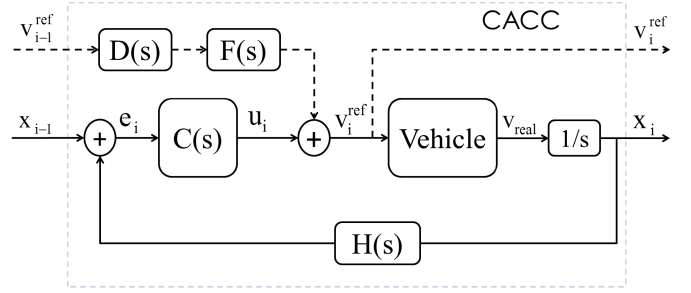 CACC
v_{i-1}^{ref}
D(s)
F(s)
v_i^{ref}
x_{i-1}
+
e_i
C(s)
u_i
+
v_i^{ref}
Vehicle
v_{real}
1/s
x_i
H(s)